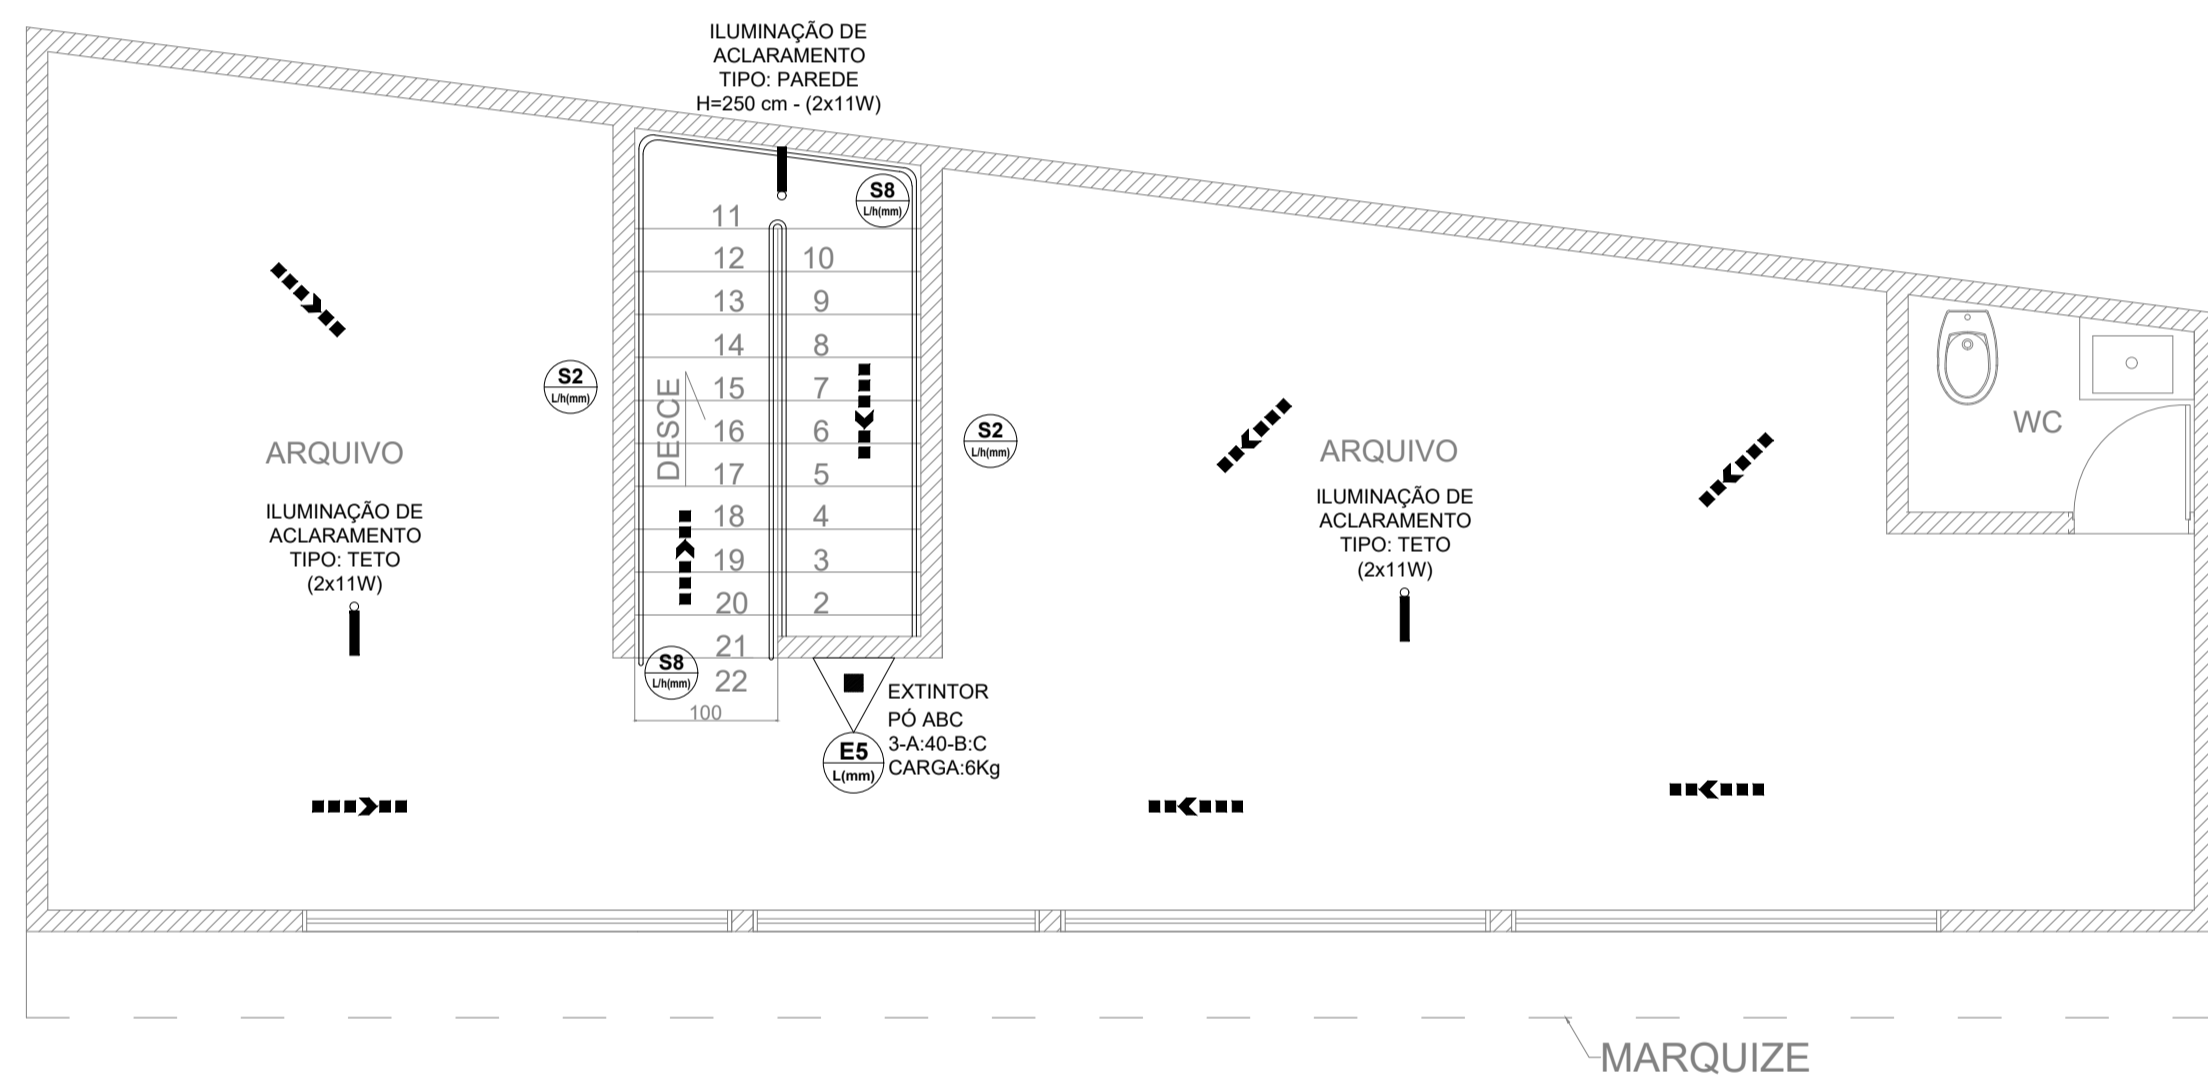 ILUMINAÇÃO DE
ACLARAMENTO
TIPO: PAREDE
H=250 cm - (2x11W)
S8
L/h(mm)
11
12
13
14
15
16
17
18
19
20
21
22
10
9
8
7
6
5
4
3
2
DESCE
S2
L/h(mm)
S2
L/h(mm)
ARQUIVO
ILUMINAÇÃO DE
ACLARAMENTO
TIPO: TETO
(2x11W)
ARQUIVO
ILUMINAÇÃO DE
ACLARAMENTO
TIPO: TETO
(2x11W)
WC
S8
L/h(mm)
100
EXTINTOR
PÓ ABC
3-A:40-B:C
CARGA:6Kg
E5
L(mm)
MARQUIZE